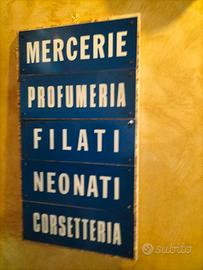 MERCERIE
PROFUMERIA
FILATI
NEONATI
CORSETTERIA
subito